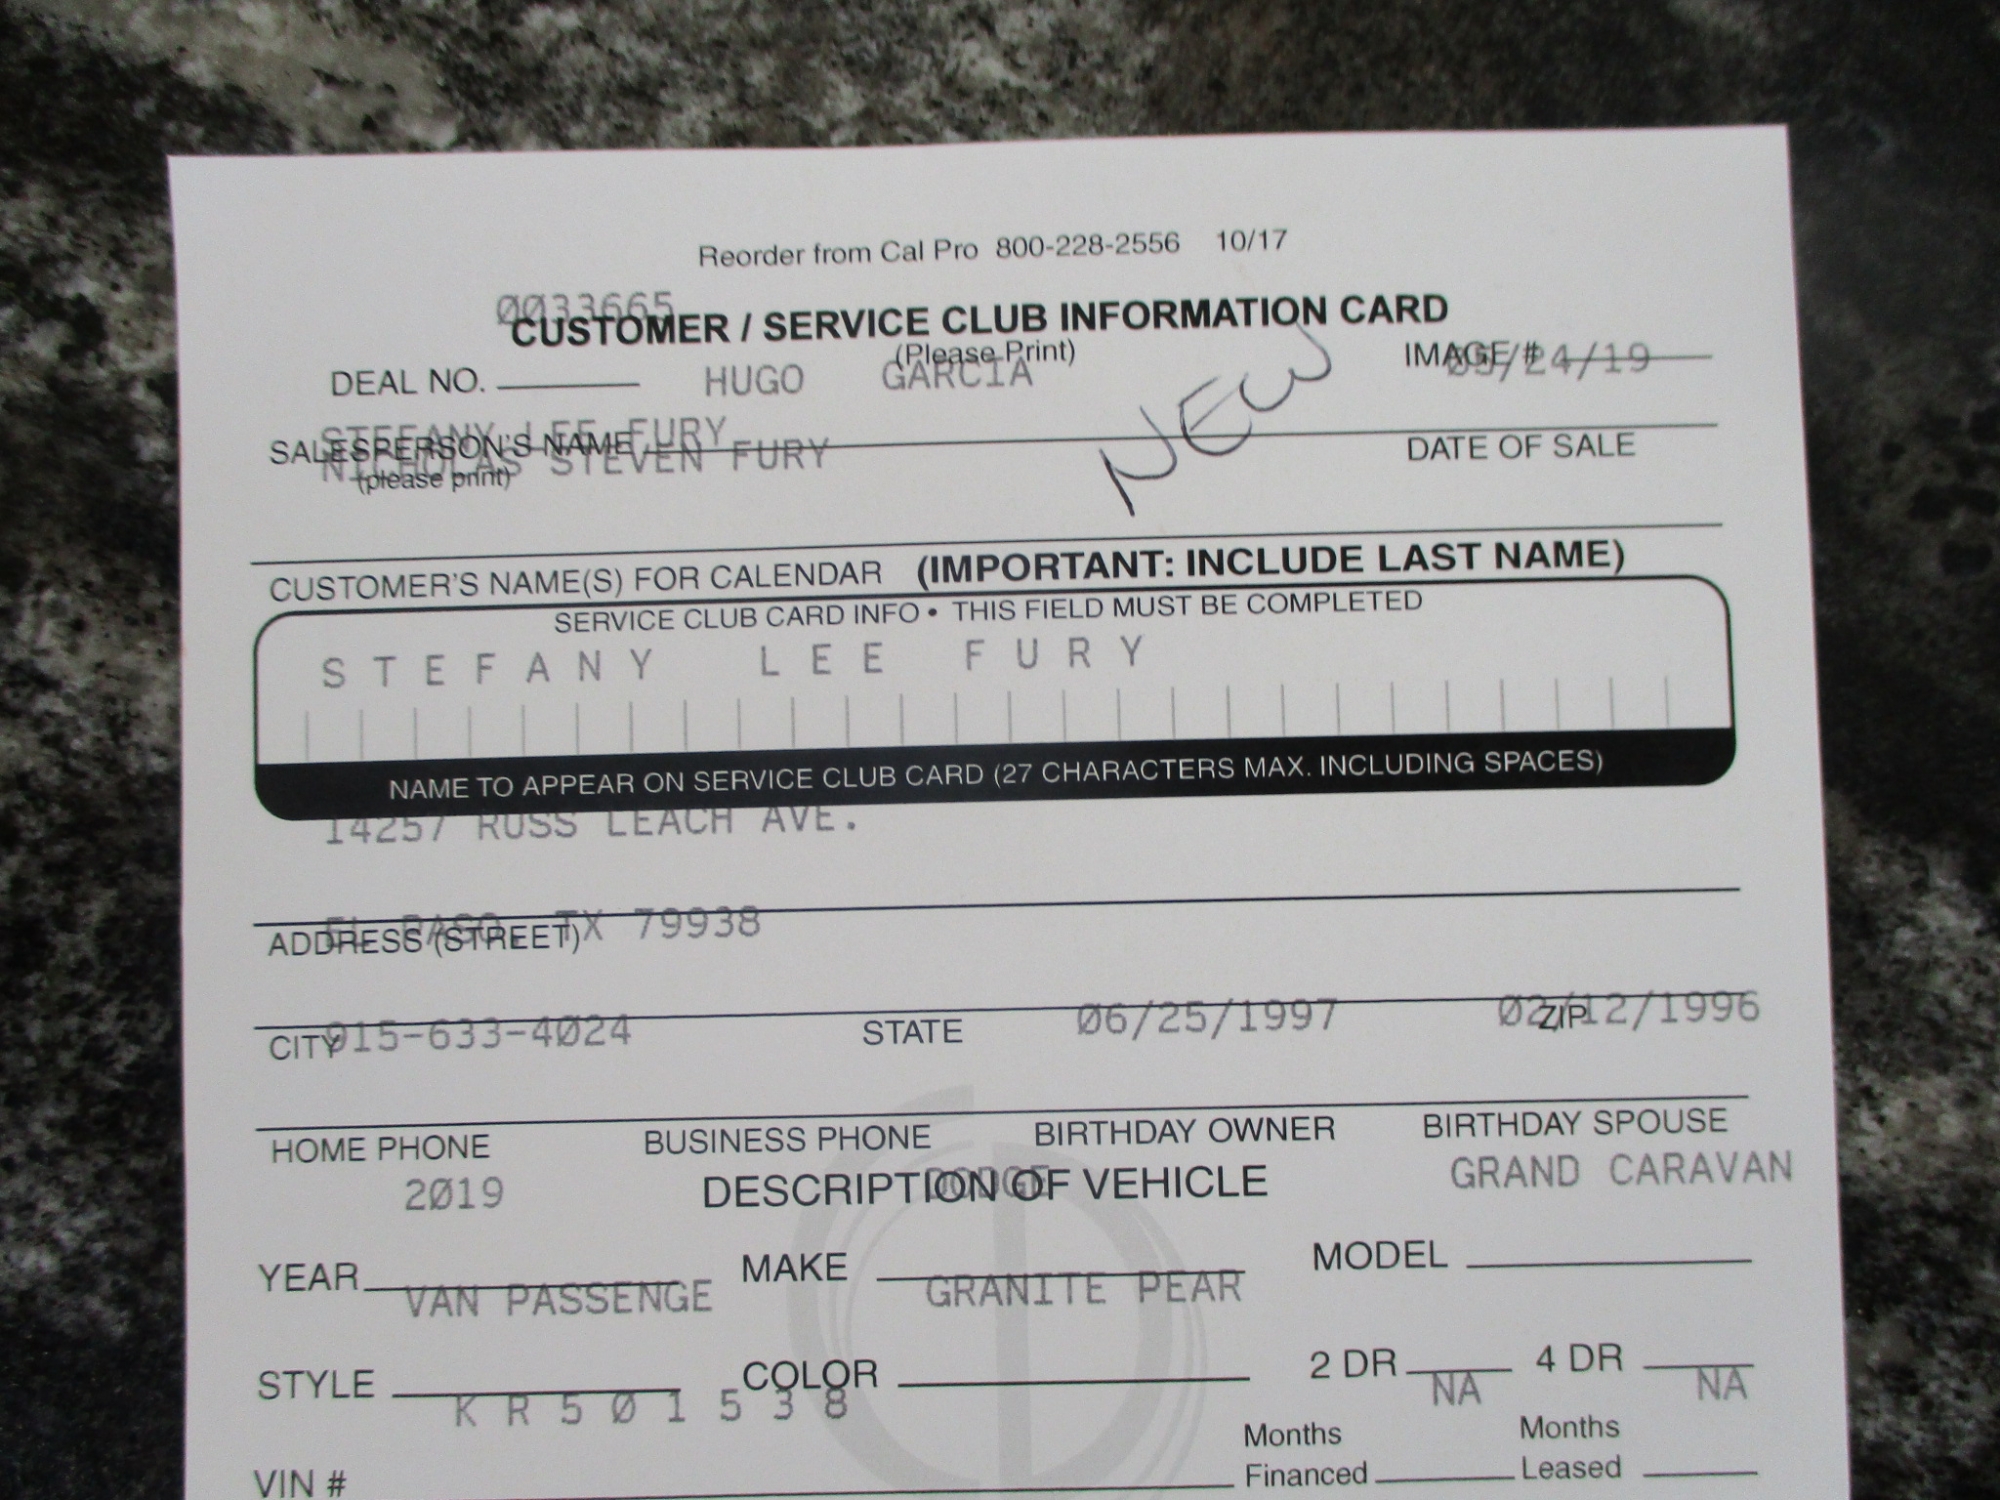 Reorder from Cal Pro 800-228-2556 10/17
0033665
CUSTOMER / SERVICE CLUB INFORMATION CARD
(Please Print)
DEAL NO. HUGO GARCIA IMAGE # 05/24/19
NEW
STEFANY LEE FURY
SALESPERSON'S NAME DATE OF SALE
NICHOLAS STEVEN FURY
(please print)
CUSTOMER'S NAME(S) FOR CALENDAR (IMPORTANT: INCLUDE LAST NAME)
SERVICE CLUB CARD INFO • THIS FIELD MUST BE COMPLETED
STEFANY LEE FURY
NAME TO APPEAR ON SERVICE CLUB CARD (27 CHARACTERS MAX. INCLUDING SPACES)
14257 RUSS LEACH AVE.
EL PASO, TX 79938
ADDRESS (STREET)
915-633-4024 06/25/1997 02/12/1996
CITY STATE ZIP
HOME PHONE BUSINESS PHONE BIRTHDAY OWNER BIRTHDAY SPOUSE
2019 DODGE GRAND CARAVAN
DESCRIPTION OF VEHICLE
YEAR MAKE MODEL
VAN PASSENGE GRANITE PEAR
STYLE COLOR 2 DR 4 DR
KR501538 NA NA
Months Months
VIN # Financed Leased